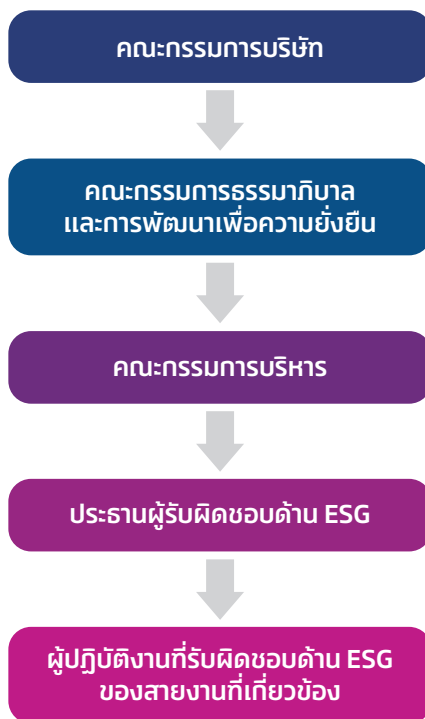 คณะกรรมการบริษัท
คณะกรรมการธรรมาภิบาล
และการพัฒนาเพื่อความยั่งยืน
คณะกรรมการบริหาร
ประธานผู้รับผิดชอบด้าน ESG
ผู้ปฏิบัติงานที่รับผิดชอบด้าน ESG
ของสายงานที่เกี่ยวข้อง